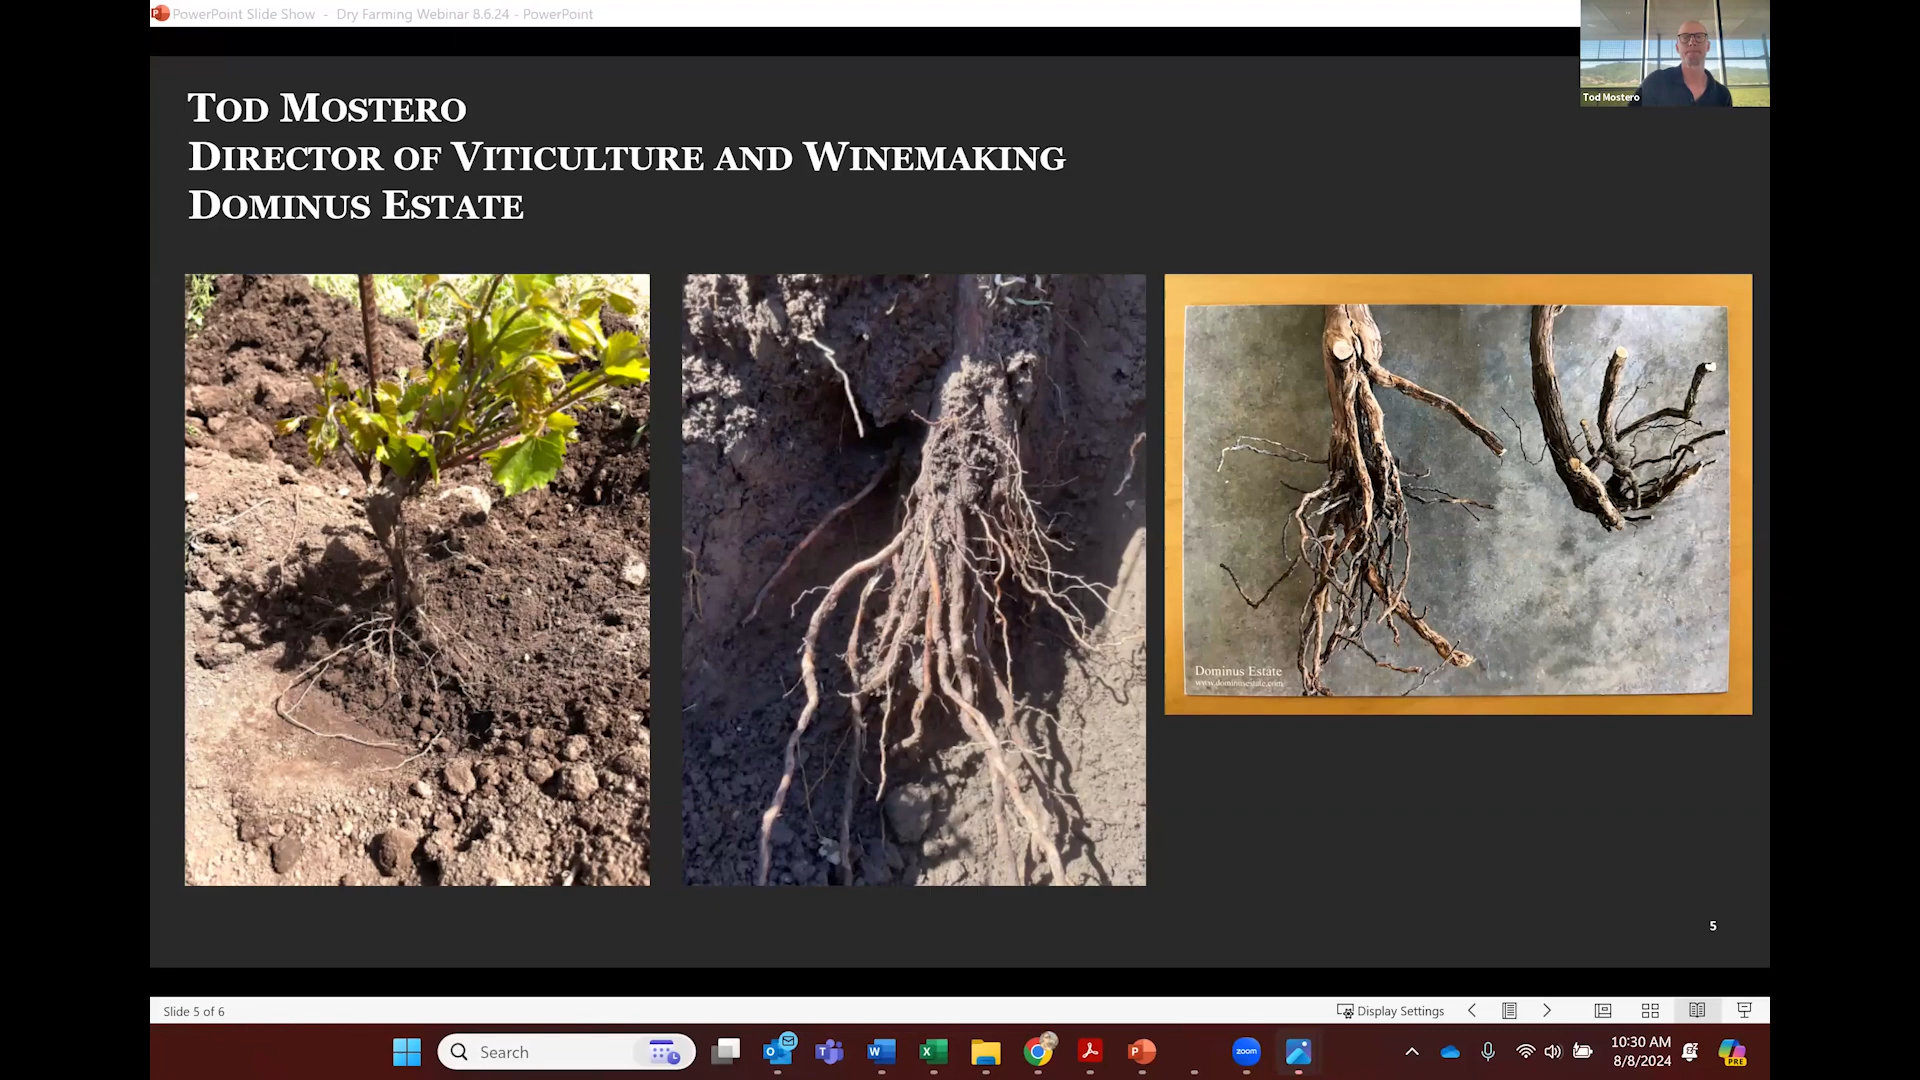 PowerPoint Slide Show - Dry Farming Webinar 8.6.24 - PowerPoint
Tod Mostero
TOD MOSTERO
DIRECTOR OF VITICULTURE AND WINEMAKING
DOMINUS ESTATE
Dominus Estate
www.dominusestate.com
5
Slide 5 of 6
Display Settings
Search
zoom
10:30 AM
8/8/2024
PRE